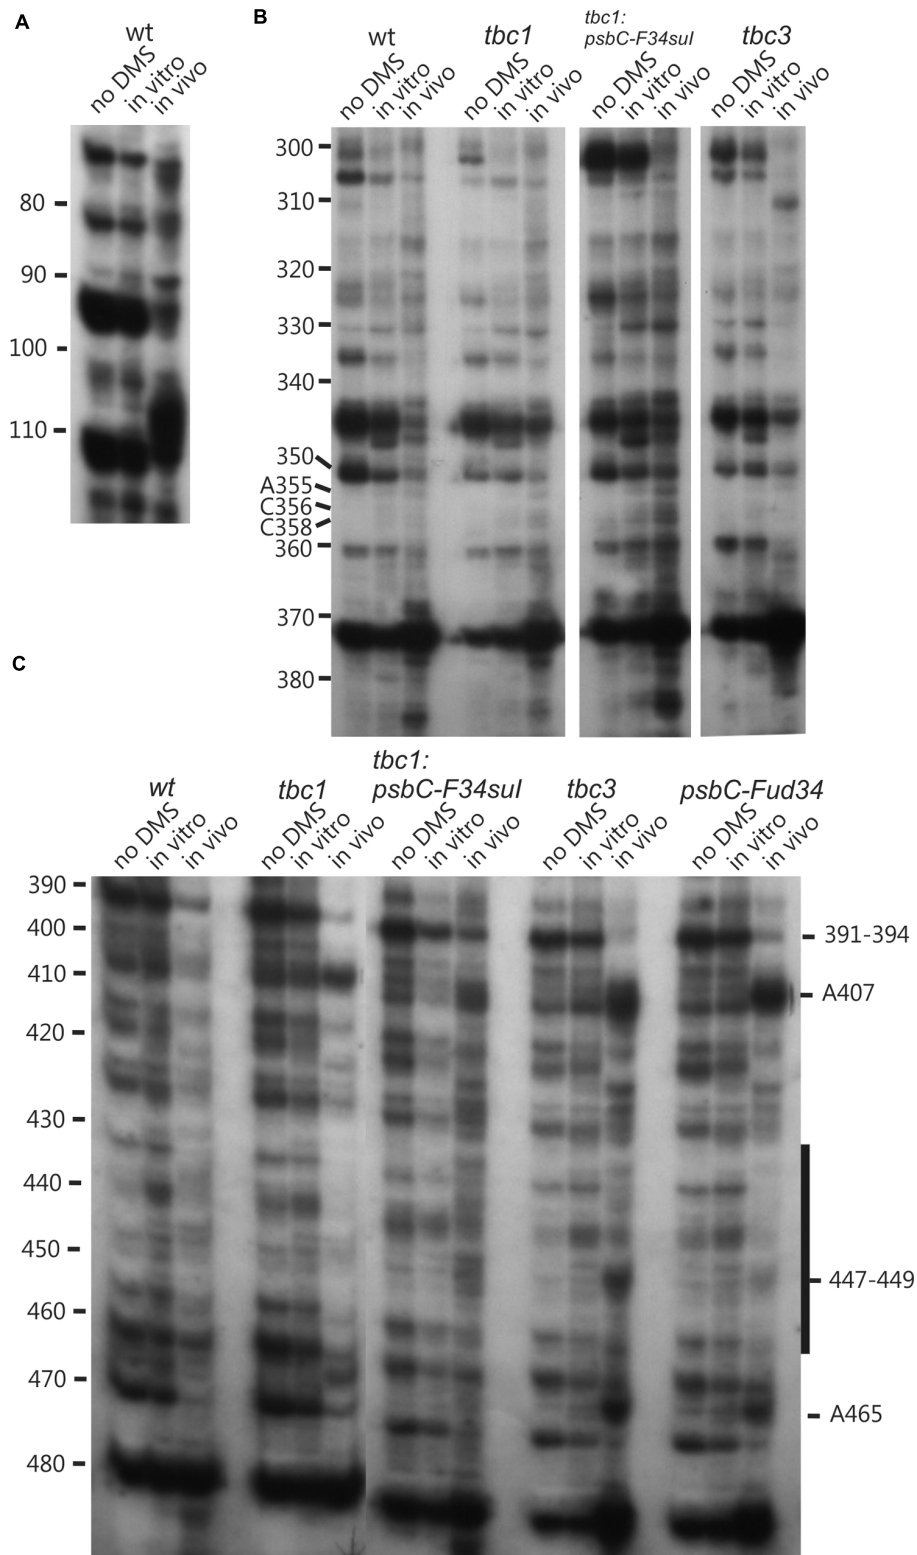 A
wt
no DMS
in vitro
in vivo
80
90
100
110
B
wt
tbc1
tbc1:
psbC-F34suI
tbc3
no DMS
in vitro
in vivo
no DMS
in vitro
in vivo
no DMS
in vitro
in vivo
no DMS
in vitro
in vivo
300
310
320
330
340
350
A355
C356
C358
360
370
380
C
wt
tbc1
tbc1:
psbC-F34suI
tbc3
psbC-Fud34
no DMS
in vitro
in vivo
no DMS
in vitro
in vivo
no DMS
in vitro
in vivo
no DMS
in vitro
in vivo
no DMS
in vitro
in vivo
390
400
410
420
430
440
450
460
470
480
391-394
A407
447-449
A465